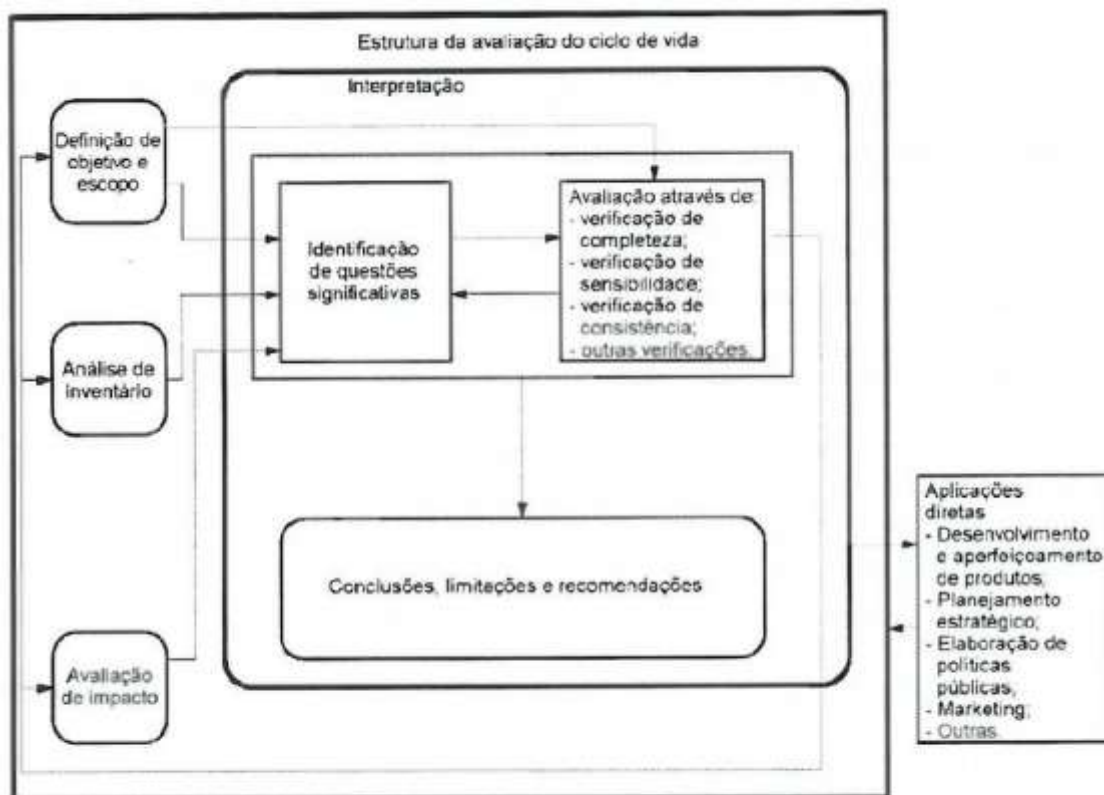 Estrutura da avaliação do ciclo de vida
Interpretação
Definição de
objetivo e
escopo
Identificação
de questões
significativas
Avaliação através de:
- verificação de
completeza;
- verificação de
sensibilidade;
- verificação de
consistência;
- outras verificações.
Análise de
inventário
Conclusões, limiteções e recomendações
Avaliação
de impacto
Aplicações
diretas
- Desenvolvimento
e aperfeiçoamento
de produtos;
- Planejamento
estratégico;
- Elaboração de
políticas
públicas;
- Marketing;
- Outras.